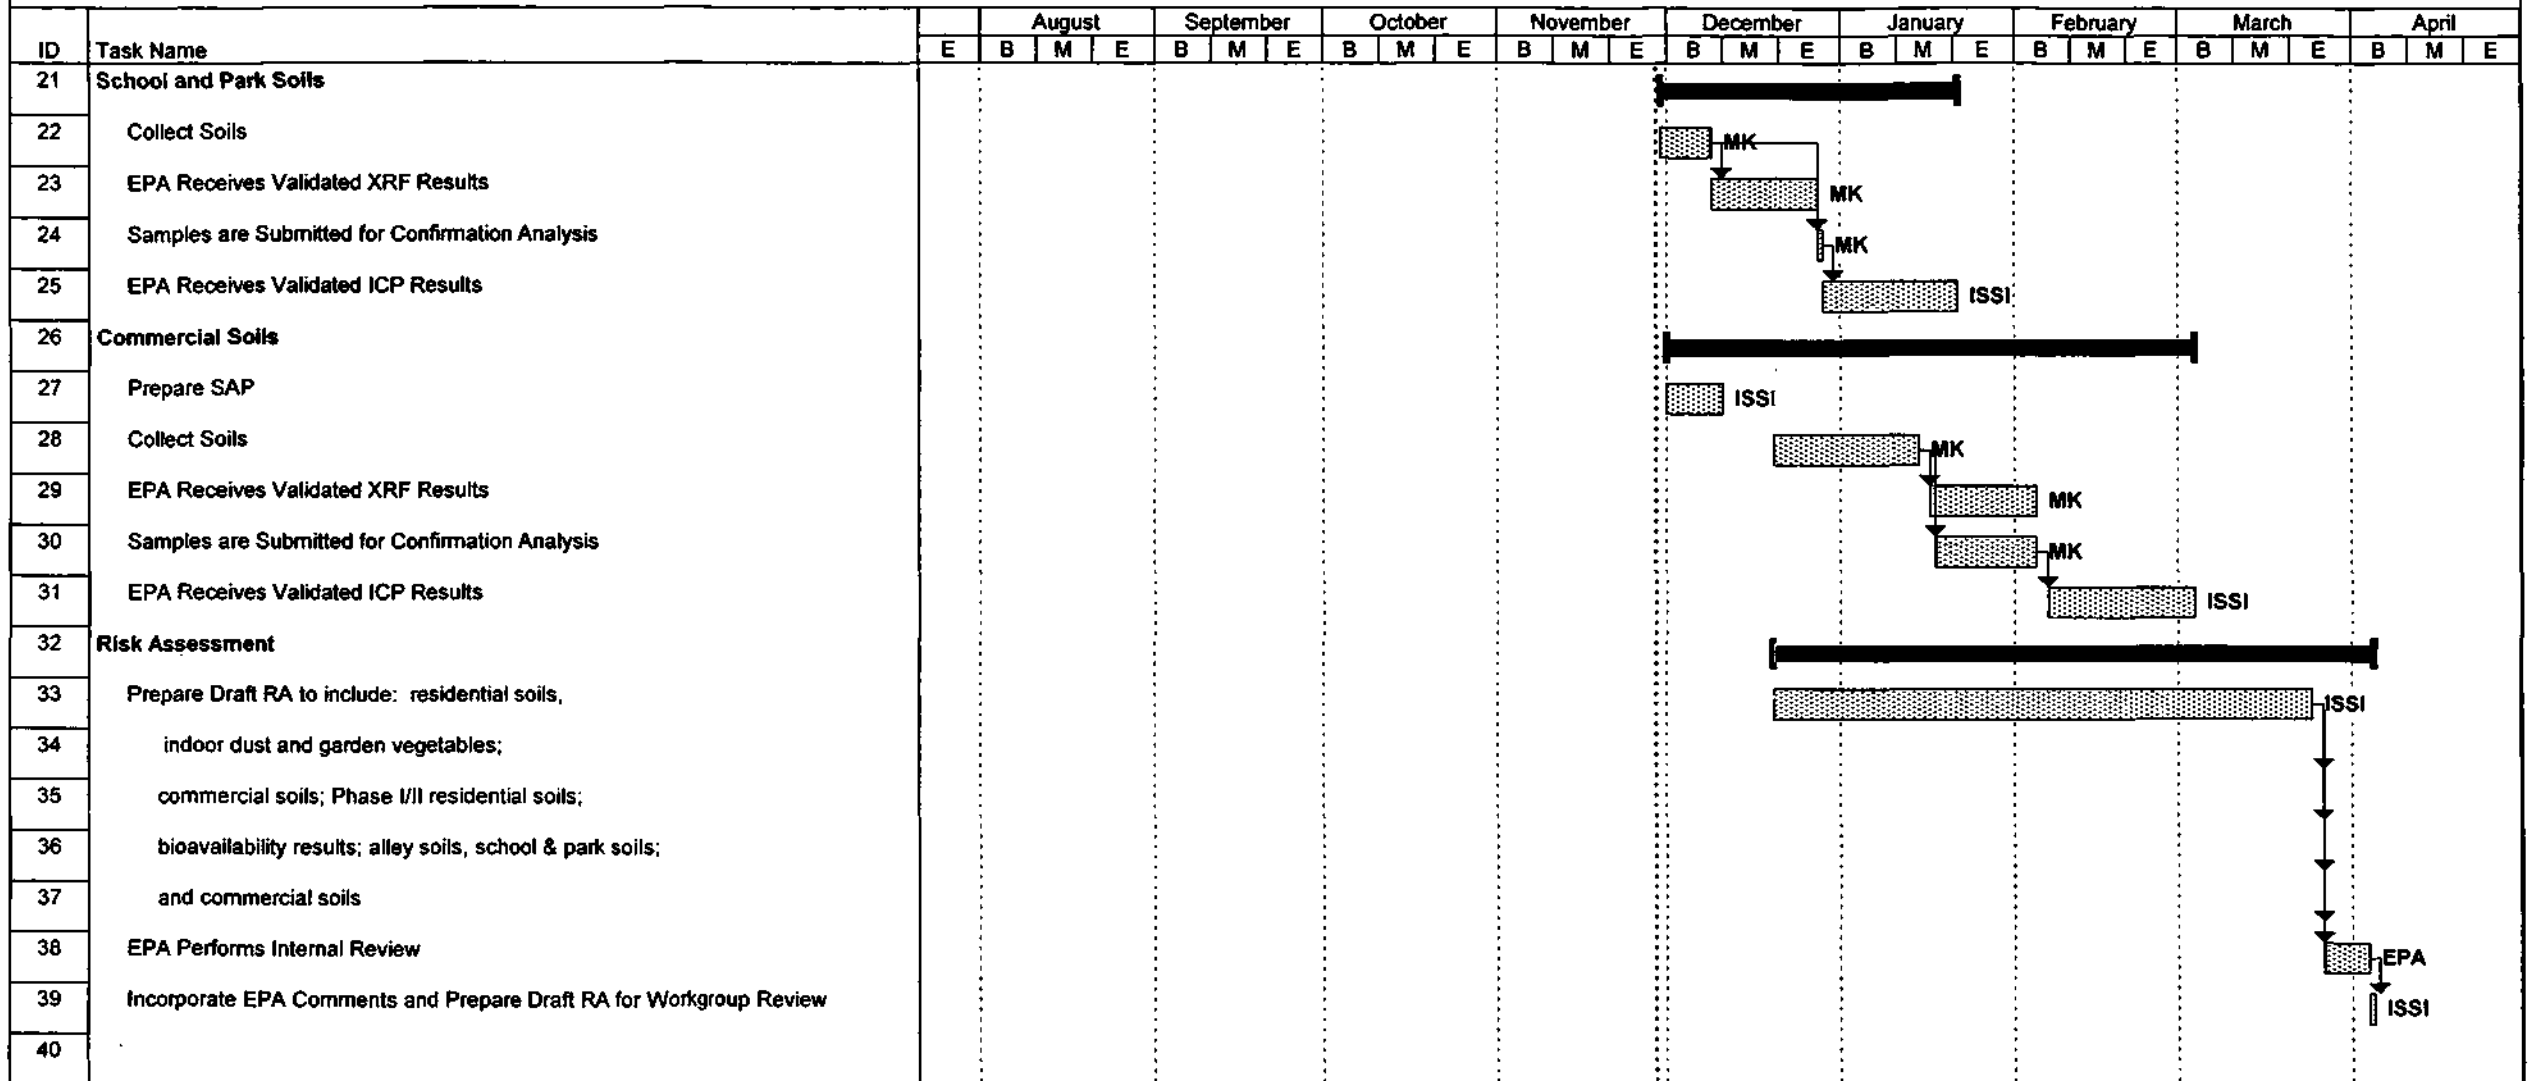 August September October November December January February March April
ID Task Name E B M E B M E B M E B M E B M E B M E B M E B M E B M E
21 School and Park Soils
22 Collect Soils MK
23 EPA Receives Validated XRF Results MK
24 Samples are Submitted for Confirmation Analysis MK
25 EPA Receives Validated ICP Results ISSI
26 Commercial Soils
27 Prepare SAP ISSI
28 Collect Soils MK
29 EPA Receives Validated XRF Results MK
30 Samples are Submitted for Confirmation Analysis MK
31 EPA Receives Validated ICP Results ISSI
32 Risk Assessment
33 Prepare Draft RA to include: residential soils, ISSI
34 indoor dust and garden vegetables;
35 commercial soils; Phase I/II residential soils;
36 bioavailability results; alley soils, school & park soils;
37 and commercial soils
38 EPA Performs Internal Review EPA
39 Incorporate EPA Comments and Prepare Draft RA for Workgroup Review ISSI
40